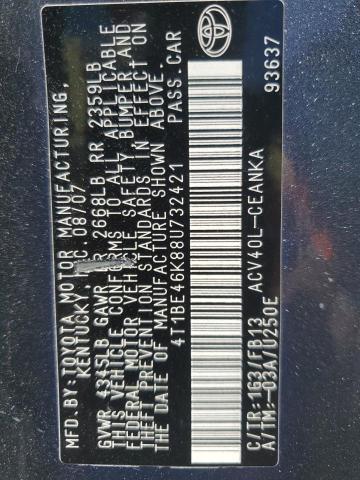 MFD.BY:TOYOTA MOTOR MANUFACTURING,
KENTUCKY, INC. 08/07
GVWR 4345LB GAWR FR 2668LB RR 2359LB
THIS VEHICLE CONFORMS TO ALL APPLICABLE
FEDERAL MOTOR VEHICLE SAFETY, BUMPER AND
THEFT PREVENTION STANDARDS IN EFFECT ON
THE DATE OF MANUFACTURE SHOWN ABOVE.
4T1BE46K88U732421 PASS.CAR
C/TR:1G3/FB13 ACV40L-CEANKA
A/TM:-03A/U250E 93637